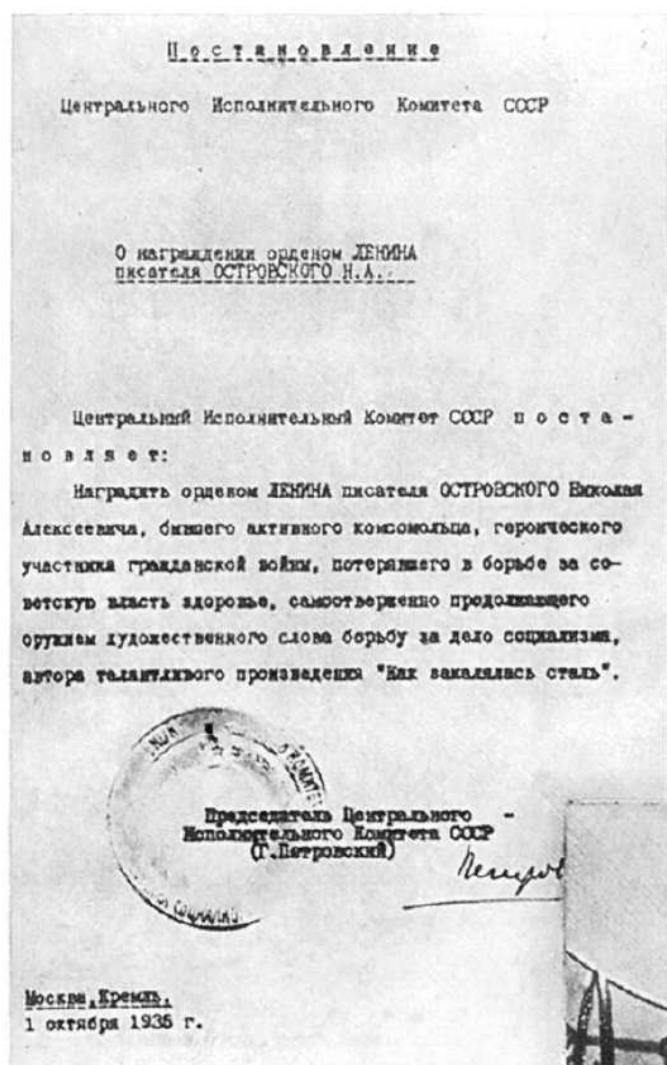 Постановление
Центрального Исполнительного Комитета СССР
О награждении орденом ЛЕНИНА
писателя ОСТРОВСКОГО Н.А.
Центральный Исполнительный Комитет СССР п о с т а -
н о в л я е т:
Наградить орденом ЛЕНИНА писателя ОСТРОВСКОГО Николая
Алексеевича, бывшего активного комсомольца, героического
участника гражданской войны, потерявшего в борьбе за со-
ветскую власть здоровье, самоотверженно продолжающего
оружием художественного слова борьбу за дело социализма,
автора талантливого произведения "Как закалялась сталь".
Председатель Центрального -
Исполнительного Комитета СССР
(Г.Петровский)
Петров
Москва, Кремль.
1 октября 1935 г.